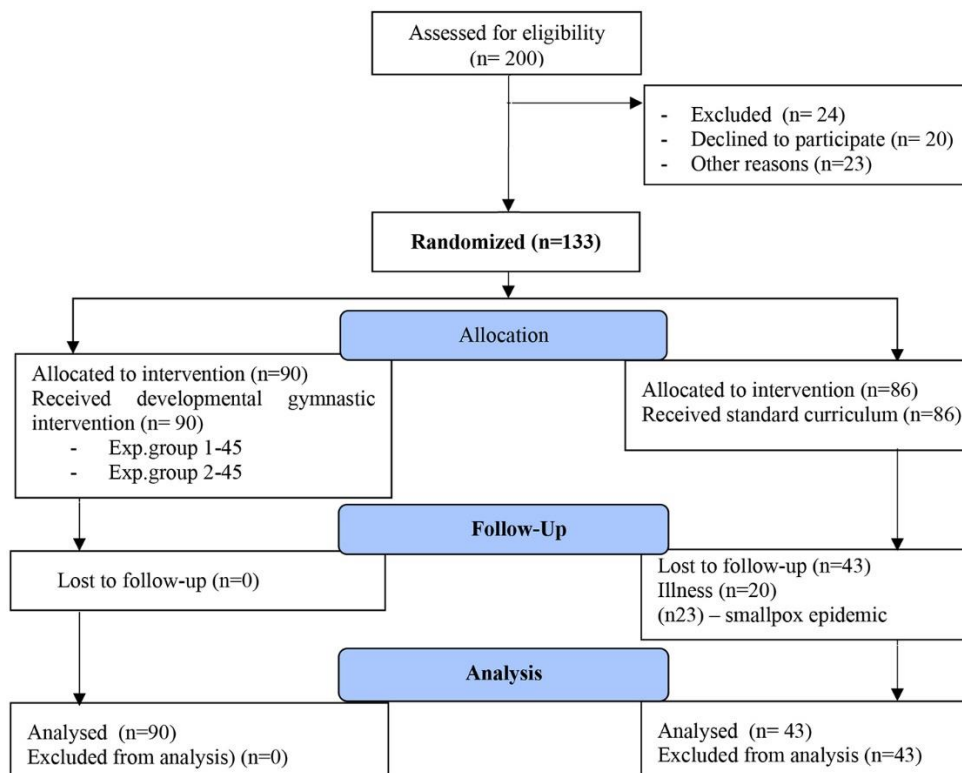 Assessed for eligibility
(n= 200)
- Excluded (n= 24)
- Declined to participate (n= 20)
- Other reasons (n=23)
Randomized (n=133)
Allocation
Allocated to intervention (n=90)
Received developmental gymnastic
intervention (n= 90)
- Exp.group 1-45
- Exp.group 2-45
Allocated to intervention (n=86)
Received standard curriculum (n=86)
Follow-Up
Lost to follow-up (n=0)
Lost to follow-up (n=43)
Illness (n=20)
(n23) – smallpox epidemic
Analysis
Analysed (n=90)
Excluded from analysis) (n=0)
Analysed (n= 43)
Excluded from analysis (n=43)